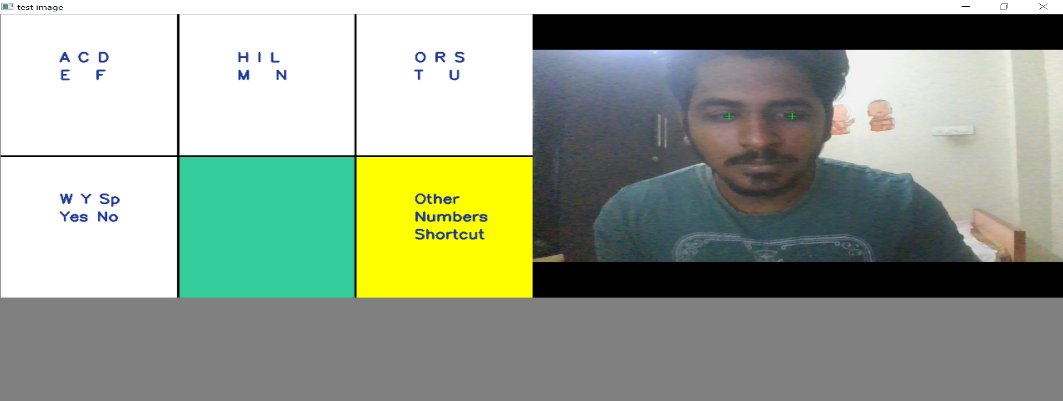 test image
A C D
E F
H I L
M N
O R S
T U
W Y Sp
Yes No
Other
Numbers
Shortcut